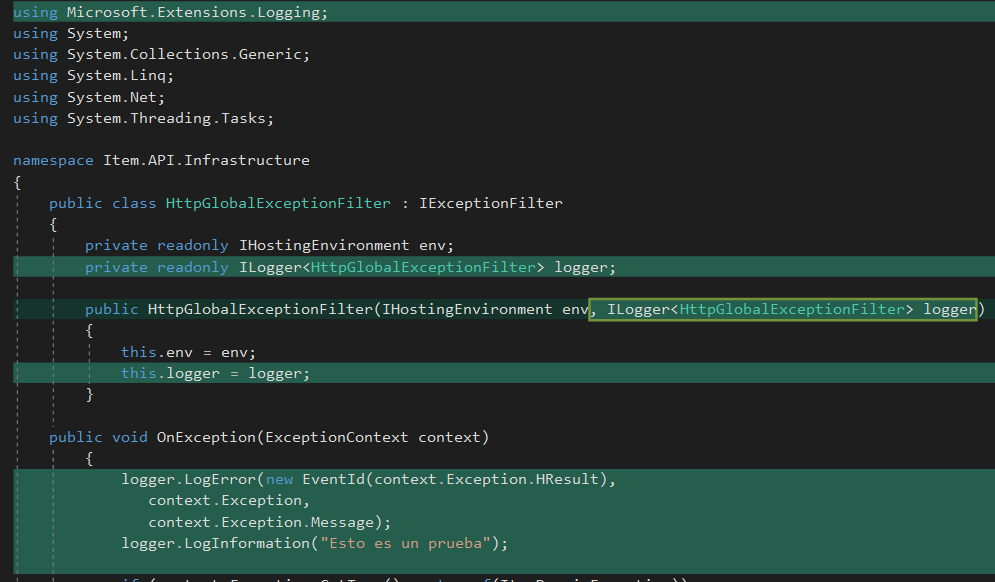 using Microsoft.Extensions.Logging;
using System;
using System.Collections.Generic;
using System.Linq;
using System.Net;
using System.Threading.Tasks;

namespace Item.API.Infrastructure
{
    public class HttpGlobalExceptionFilter : IExceptionFilter
    {
        private readonly IHostingEnvironment env;
        private readonly ILogger<HttpGlobalExceptionFilter> logger;

        public HttpGlobalExceptionFilter(IHostingEnvironment env, ILogger<HttpGlobalExceptionFilter> logger)
        {
            this.env = env;
            this.logger = logger;
        }

    public void OnException(ExceptionContext context)
        {
            logger.LogError(new EventId(context.Exception.HResult),
               context.Exception,
               context.Exception.Message);
            logger.LogInformation("Esto es un prueba");